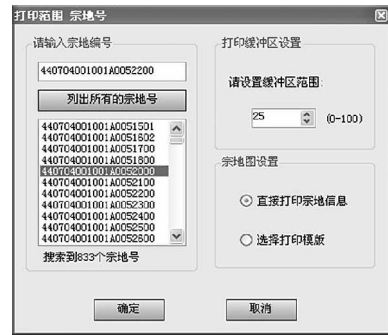 打印范围 宗地号
请输入宗地编号
440704001001A0052200
列出所有的宗地号
440704001001A0051501
440704001001A0051602
440704001001A0051700
440704001001A0051800
440704001001A0052000
440704001001A0052100
440704001001A0052200
440704001001A0052300
440704001001A0052400
440704001001A0052500
440704001001A0052600
搜索到833个宗地号
打印缓冲区设置
请设置缓冲区范围:
25
(0-100)
宗地图设置
直接打印宗地信息
选择打印模版
确定
取消